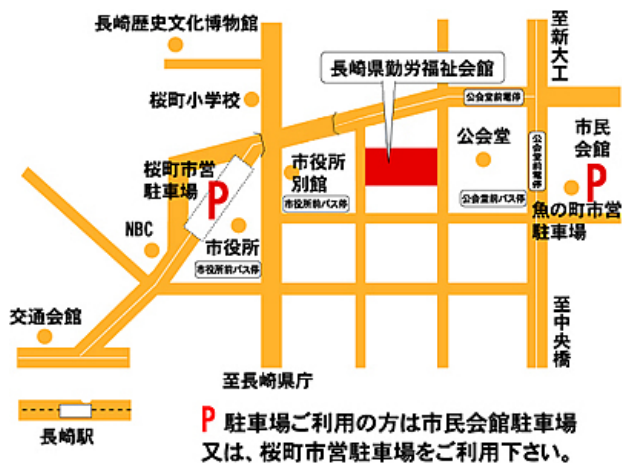 長崎歴史文化博物館
至新大工
長崎県勤労福祉会館
桜町小学校
公会堂前電停
公会堂
市民
会館
公会堂前電停
桜町市営
駐車場
P
市役所
別館
P
市役所前バス停
公会堂前バス停
魚の町市営
駐車場
NBC
市役所
市役所前バス停
交通会館
至中央橋
至長崎県庁
長崎駅
P 駐車場ご利用の方は市民会館駐車場
又は、桜町市営駐車場をご利用下さい。